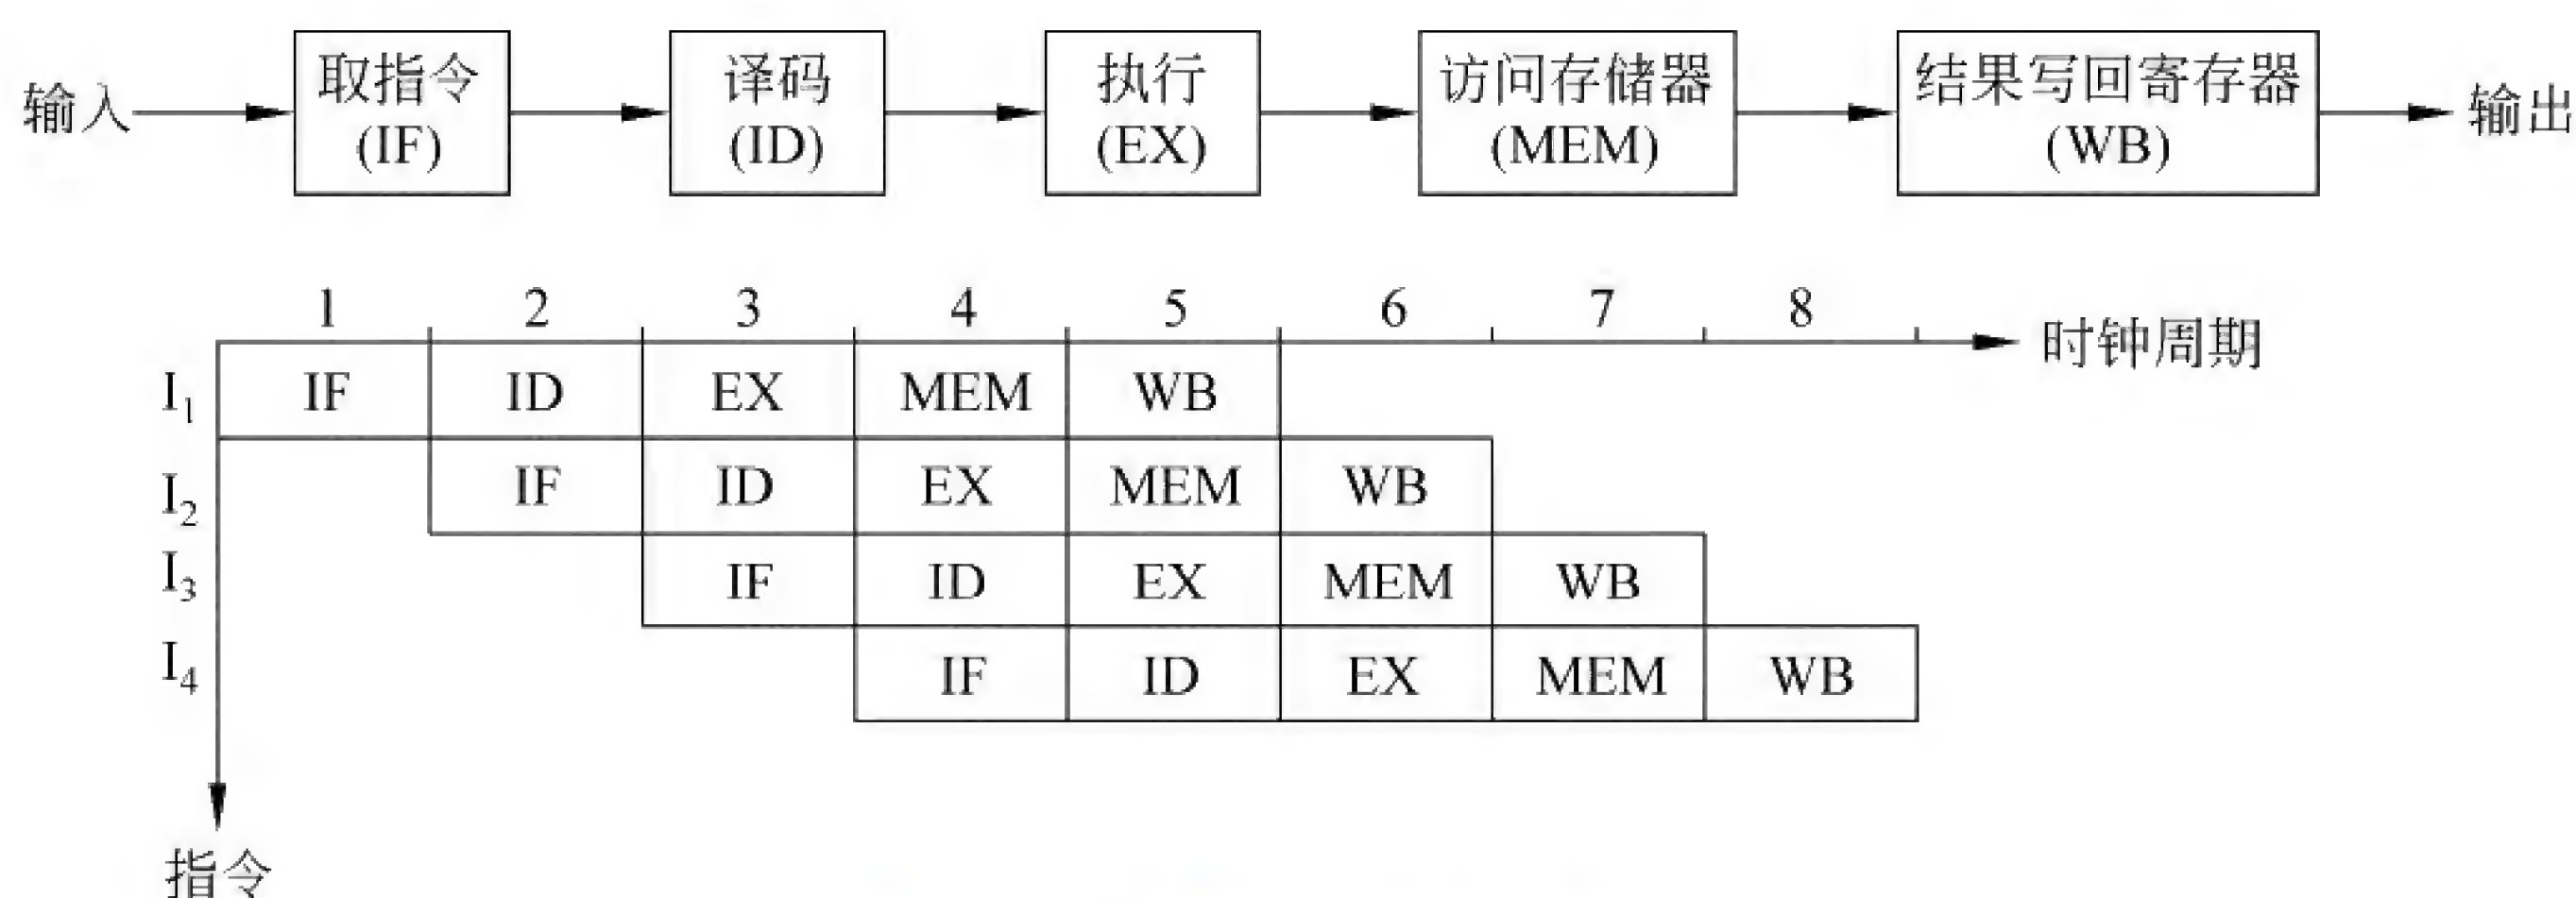 输入 取指令 (IF) 译码 (ID) 执行 (EX) 访问存储器 (MEM) 结果写回寄存器 (WB) 输出
1 2 3 4 5 6 7 8 时钟周期
I1 IF ID EX MEM WB
I2 IF ID EX MEM WB
I3 IF ID EX MEM WB
I4 IF ID EX MEM WB
指令